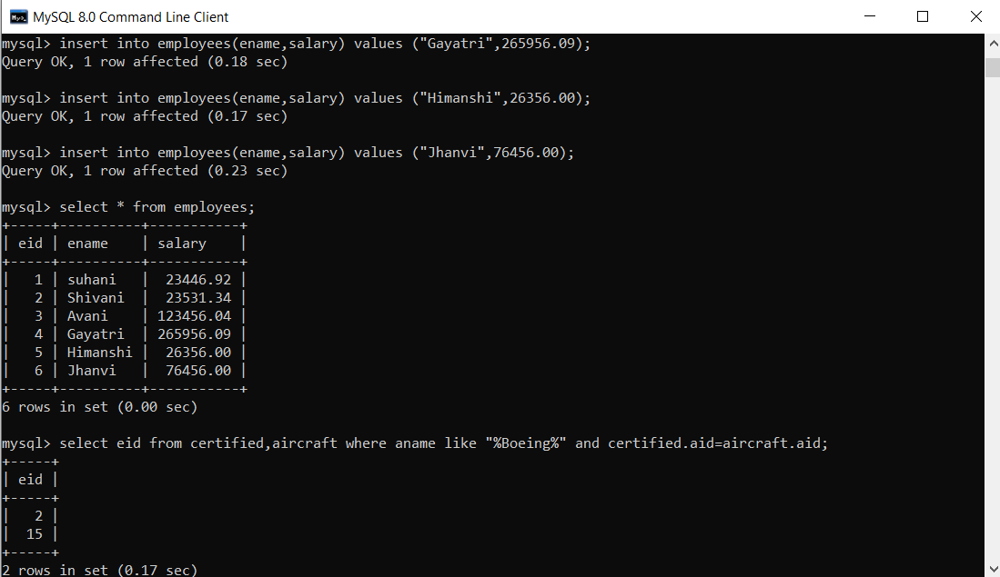 MySQL 8.0 Command Line Client
mysql> insert into employees(ename,salary) values ("Gayatri",265956.09);
Query OK, 1 row affected (0.18 sec)
mysql> insert into employees(ename,salary) values ("Himanshi",26356.00);
Query OK, 1 row affected (0.17 sec)
mysql> insert into employees(ename,salary) values ("Jhanvi",76456.00);
Query OK, 1 row affected (0.23 sec)
mysql> select * from employees;
+-----+----------+-----------+
| eid | ename    | salary    |
+-----+----------+-----------+
|   1 | suhani   |  23446.92 |
|   2 | Shivani  |  23531.34 |
|   3 | Avani    | 123456.04 |
|   4 | Gayatri  | 265956.09 |
|   5 | Himanshi |  26356.00 |
|   6 | Jhanvi   |  76456.00 |
+-----+----------+-----------+
6 rows in set (0.00 sec)
mysql> select eid from certified,aircraft where aname like "%Boeing%" and certified.aid=aircraft.aid;
+-----+
| eid |
+-----+
|   2 |
|  15 |
+-----+
2 rows in set (0.17 sec)